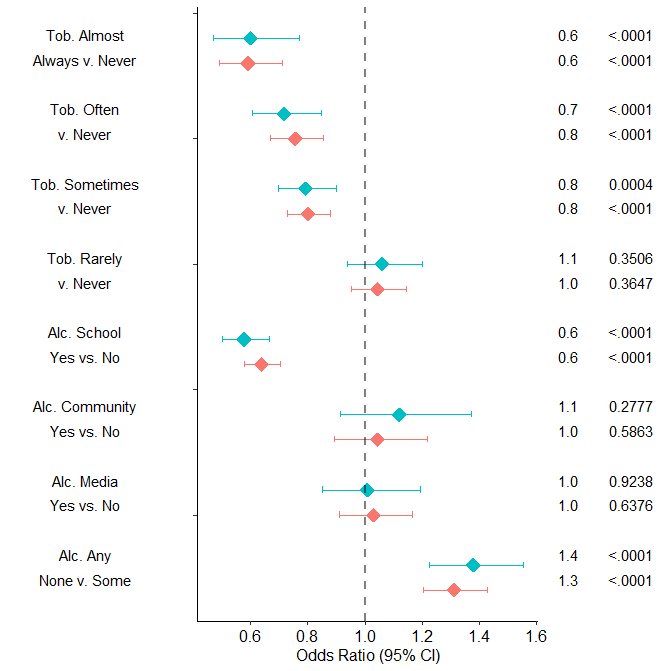 Tob. Almost 0.6 <.0001
Always v. Never 0.6 <.0001
Tob. Often 0.7 <.0001
v. Never 0.8 <.0001
Tob. Sometimes 0.8 0.0004
v. Never 0.8 <.0001
Tob. Rarely 1.1 0.3506
v. Never 1.0 0.3647
Alc. School 0.6 <.0001
Yes vs. No 0.6 <.0001
Alc. Community 1.1 0.2777
Yes vs. No 1.0 0.5863
Alc. Media 1.0 0.9238
Yes vs. No 1.0 0.6376
Alc. Any 1.4 <.0001
None v. Some 1.3 <.0001
0.6 0.8 1.0 1.2 1.4 1.6
Odds Ratio (95% CI)